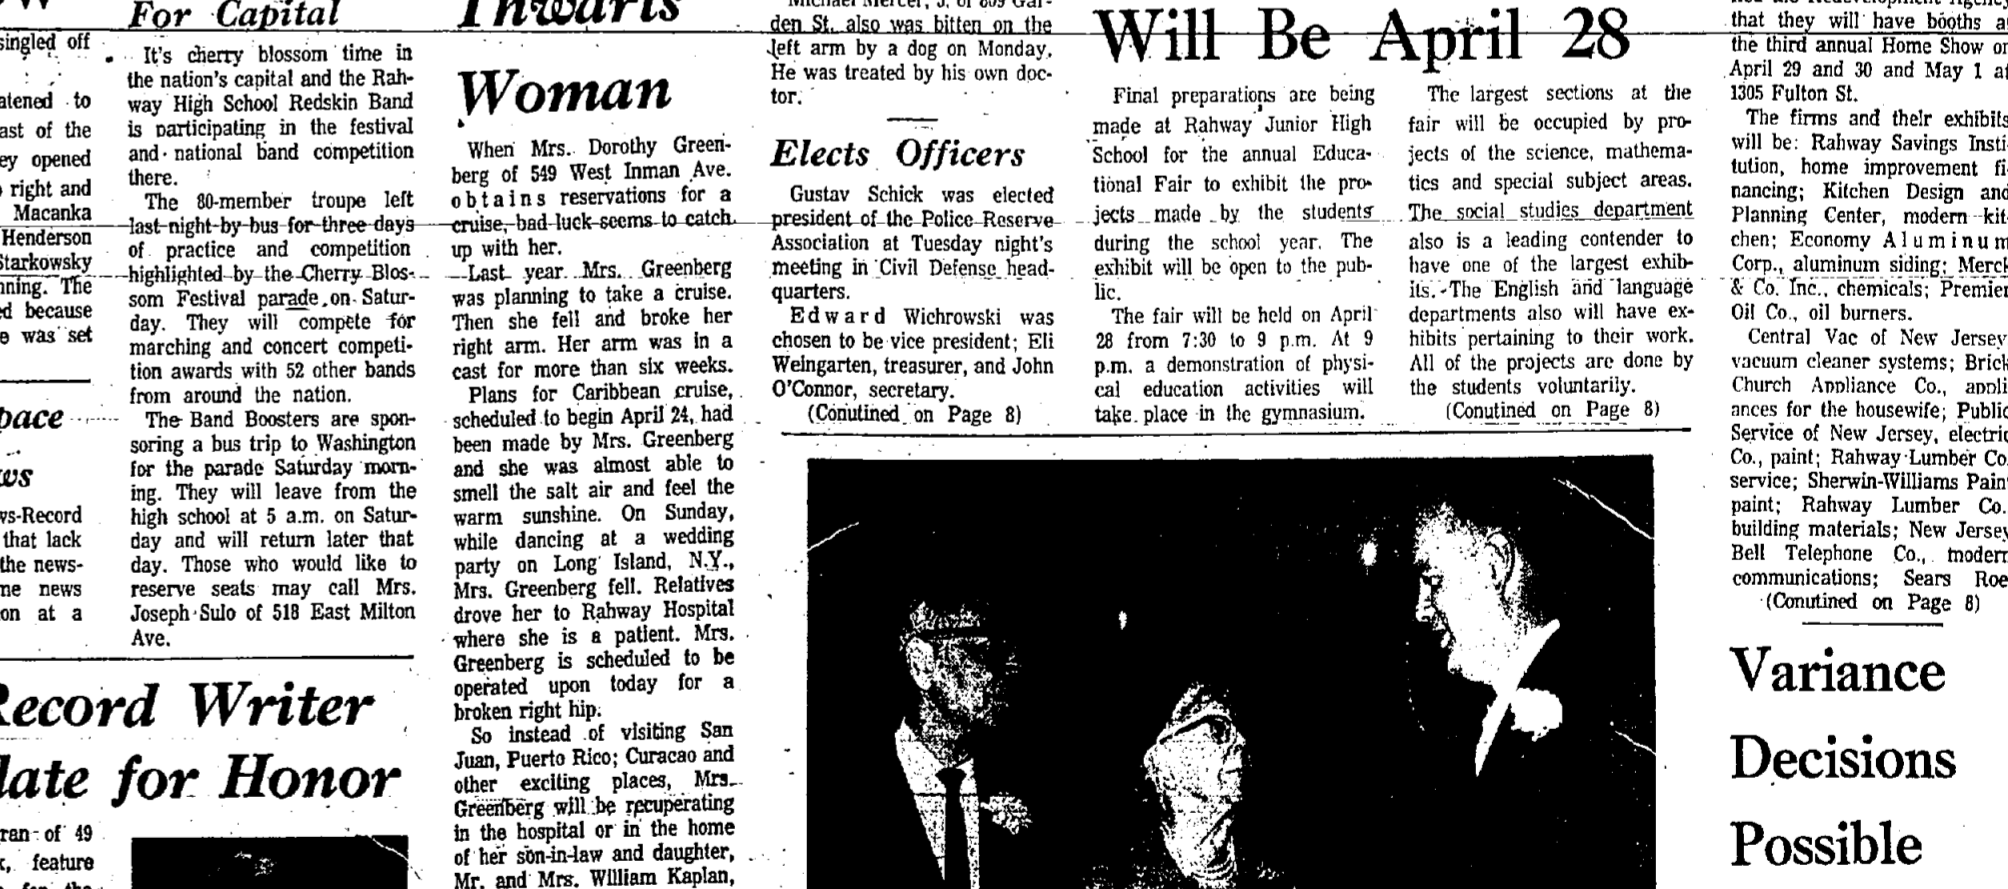 singled off
atened to
ast of the
ey opened
right and
Macanka
Henderson
Starkowsky
nning. The
ed because
e was set
pace
ws
ws-Record
that lack
the news-
me news
on at a
For Capital
It's cherry blossom time in
the nation's capital and the Rah-
way High School Redskin Band
is participating in the festival
and national band competition
there.
The 80-member troupe left
last night by bus for three days
of practice and competition
highlighted by the Cherry Blos-
som Festival parade on Satur-
day. They will compete for
marching and concert competi-
tion awards with 52 other bands
from around the nation.
The Band Boosters are spon-
soring a bus trip to Washington
for the parade Saturday morn-
ing. They will leave from the
high school at 5 a.m. on Satur-
day and will return later that
day. Those who would like to
reserve seats may call Mrs.
Joseph Sulo of 518 East Milton
Ave.
Record Writer
date for Honor
ran of 49
feature
Thwarts
Woman
When Mrs. Dorothy Green-
berg of 549 West Inman Ave.
obtains reservations for a
cruise, bad luck seems to catch
up with her.
Last year Mrs. Greenberg
was planning to take a cruise.
Then she fell and broke her
right arm. Her arm was in a
cast for more than six weeks.
Plans for Caribbean cruise,
scheduled to begin April 24, had
been made by Mrs. Greenberg
and she was almost able to
smell the salt air and feel the
warm sunshine. On Sunday,
while dancing at a wedding
party on Long Island, N.Y.,
Mrs. Greenberg fell. Relatives
drove her to Rahway Hospital
where she is a patient. Mrs.
Greenberg is scheduled to be
operated upon today for a
broken right hip.
So instead of visiting San
Juan, Puerto Rico; Curacao and
other exciting places, Mrs.
Greenberg will be recuperating
in the hospital or in the home
of her son-in-law and daughter,
Mr. and Mrs. William Kaplan,
Michael Mercer, 5, of 809 Gar-
den St. also was bitten on the
left arm by a dog on Monday.
He was treated by his own doc-
tor.
Elects Officers
Gustav Schick was elected
president of the Police Reserve
Association at Tuesday night's
meeting in Civil Defense head-
quarters.
Edward Wichrowski was
chosen to be vice president; Eli
Weingarten, treasurer, and John
O'Connor, secretary.
(Conutined on Page 8)
Will Be April 28
Final preparations are being
made at Rahway Junior High
School for the annual Educa-
tional Fair to exhibit the pro-
jects made by the students
during the school year. The
exhibit will be open to the pub-
lic.
The fair will be held on April
28 from 7:30 to 9 p.m. At 9
p.m. a demonstration of physi-
cal education activities will
take place in the gymnasium.
The largest sections at the
fair will be occupied by pro-
jects of the science, mathema-
tics and special subject areas.
The social studies department
also is a leading contender to
have one of the largest exhib-
its. The English and language
departments also will have ex-
hibits pertaining to their work.
All of the projects are done by
the students voluntarily.
(Conutined on Page 8)
that they will have booths a
the third annual Home Show on
April 29 and 30 and May 1 at
1305 Fulton St.
The firms and their exhibits
will be: Rahway Savings Insti-
tution, home improvement fi-
nancing; Kitchen Design and
Planning Center, modern kit-
chen; Economy Aluminum
Corp., aluminum siding; Merck
& Co. Inc., chemicals; Premier
Oil Co., oil burners.
Central Vac of New Jersey
vacuum cleaner systems; Brick
Church Appliance Co., appli
ances for the housewife; Public
Service of New Jersey, electric
Co., paint; Rahway Lumber Co.
service; Sherwin-Williams Pain
paint; Rahway Lumber Co.
building materials; New Jersey
Bell Telephone Co., modern
communications; Sears Roe
(Conutined on Page 8)
Variance
Decisions
Possible